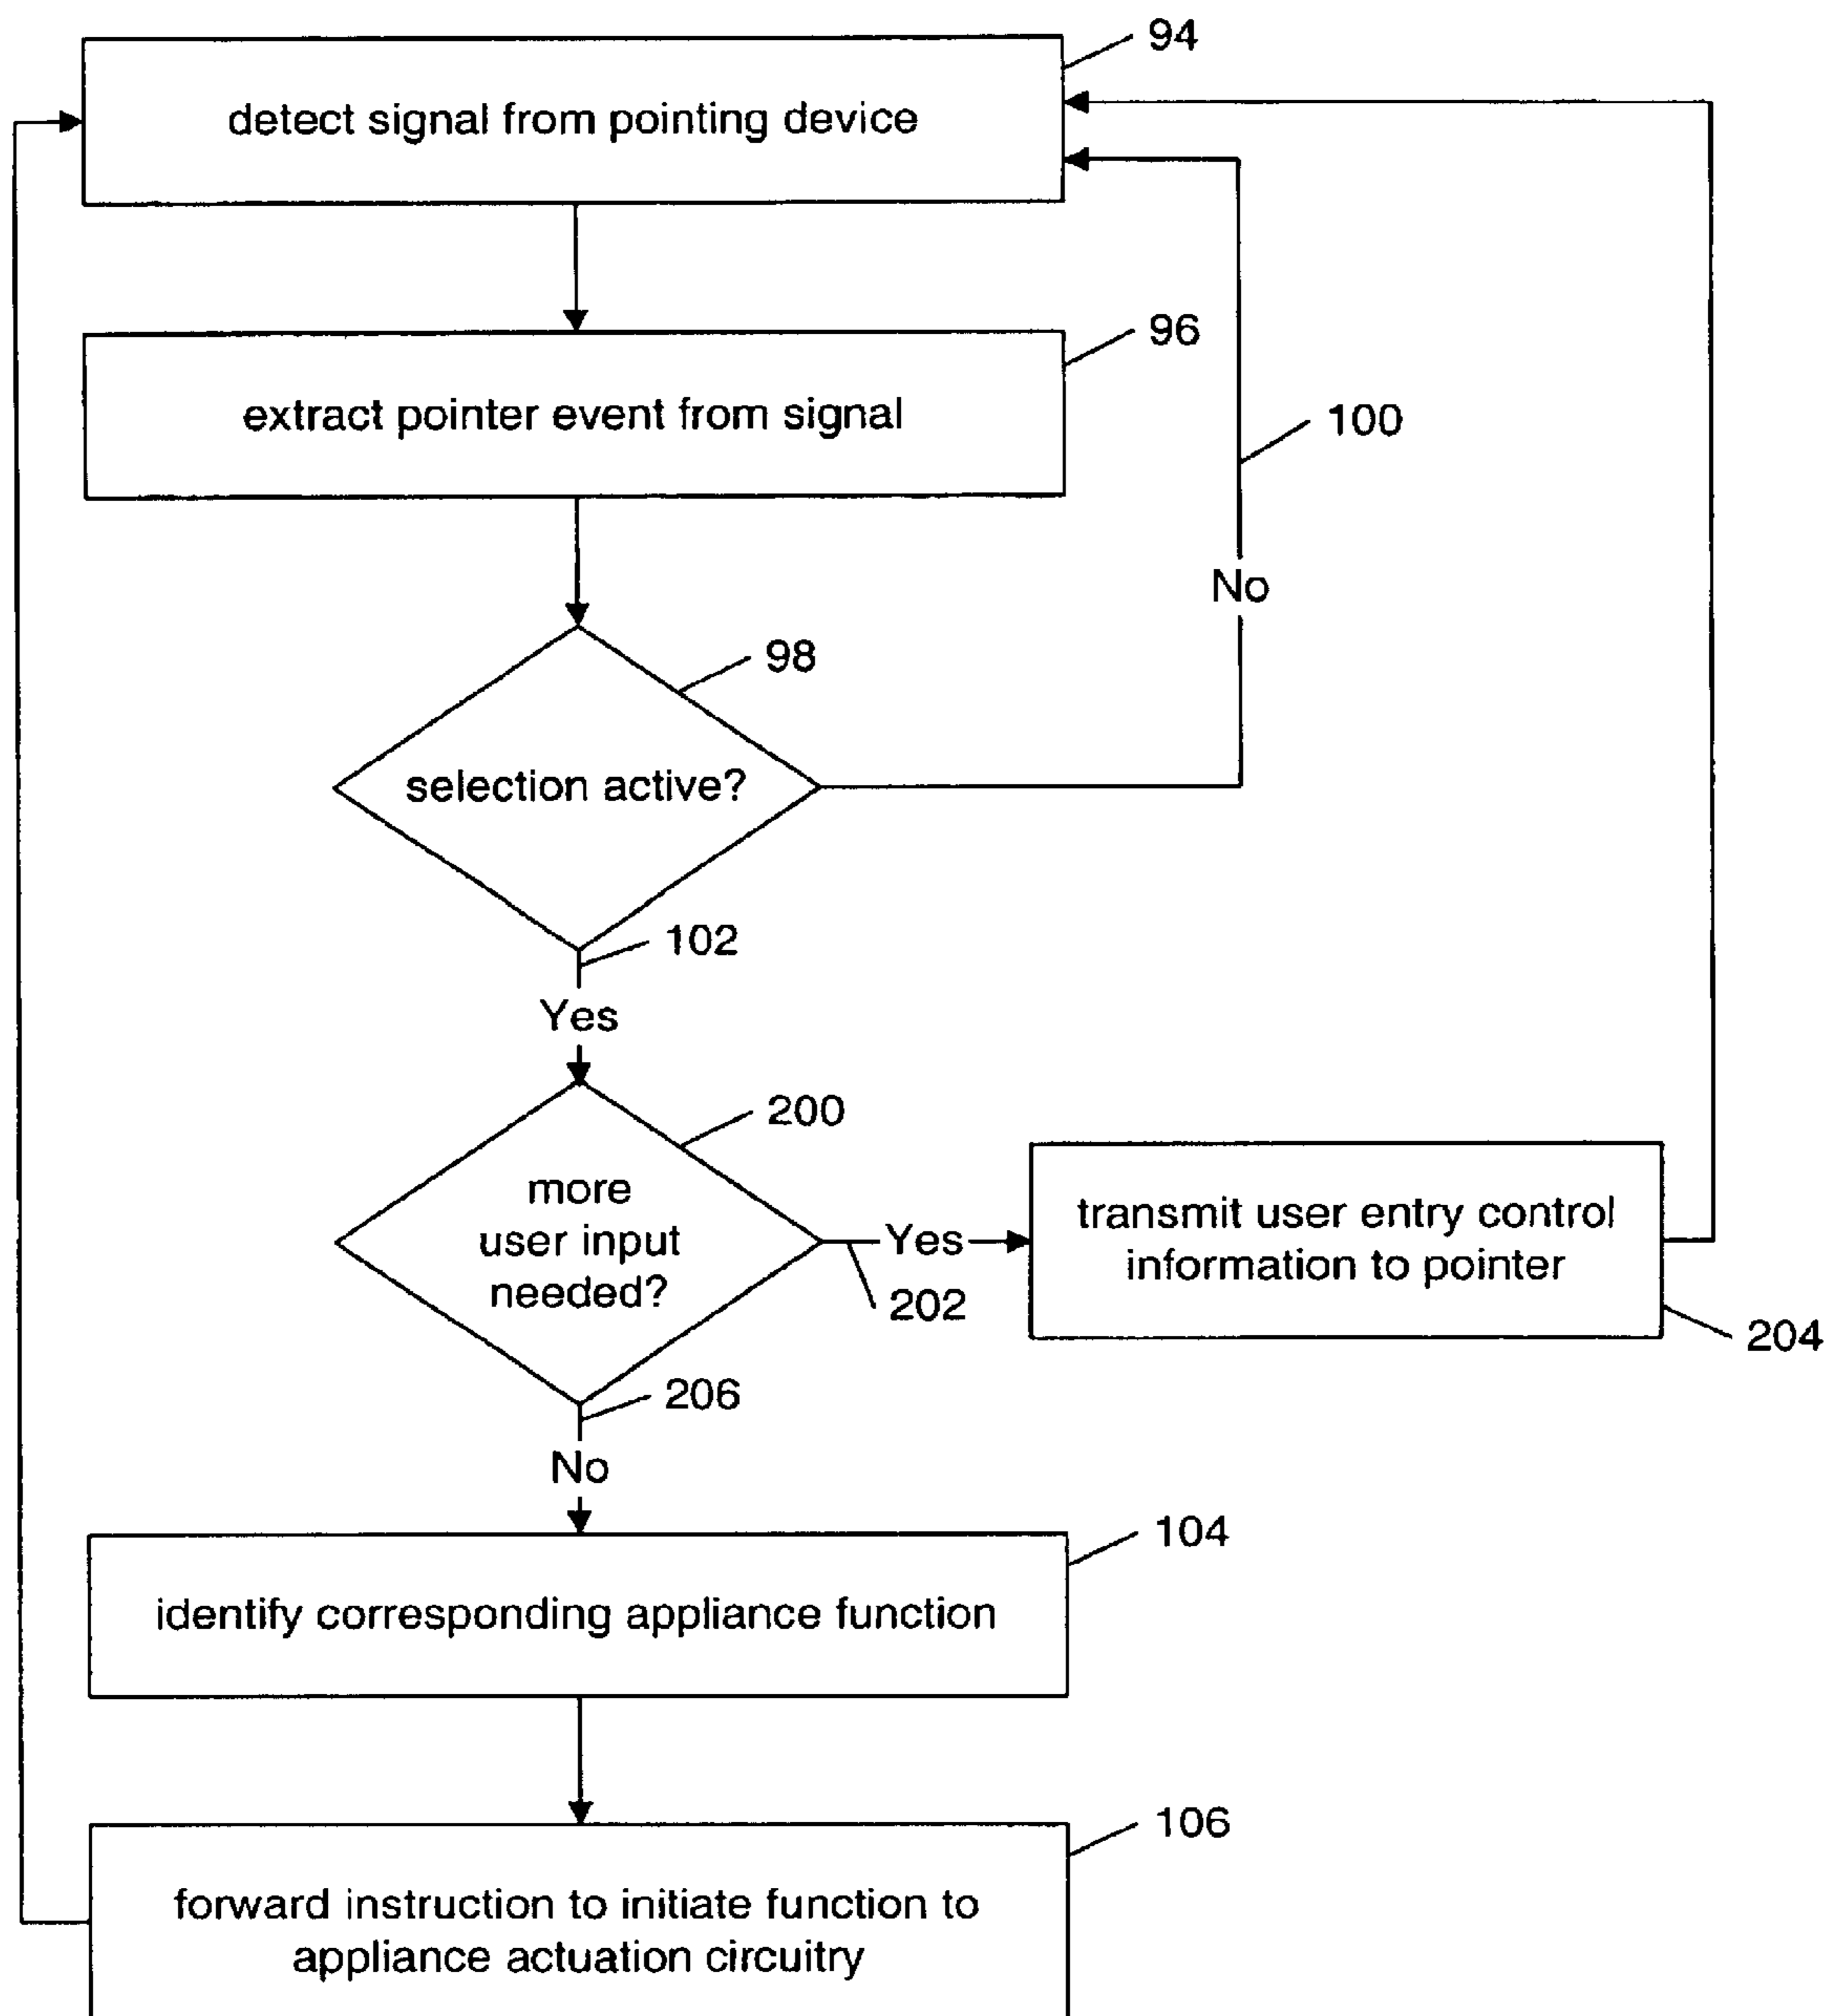 94
detect signal from pointing device
96
extract pointer event from signal
100
No
98
selection active?
102
Yes
200
more
user input
needed?
Yes
202
transmit user entry control
information to pointer
204
206
No
104
identify corresponding appliance function
106
forward instruction to initiate function to
appliance actuation circuitry